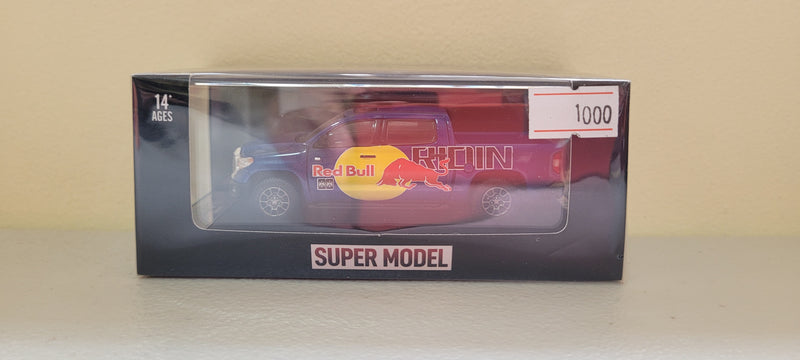 14+
AGES
1000
Red Bull
RIDIN
SUPER MODEL